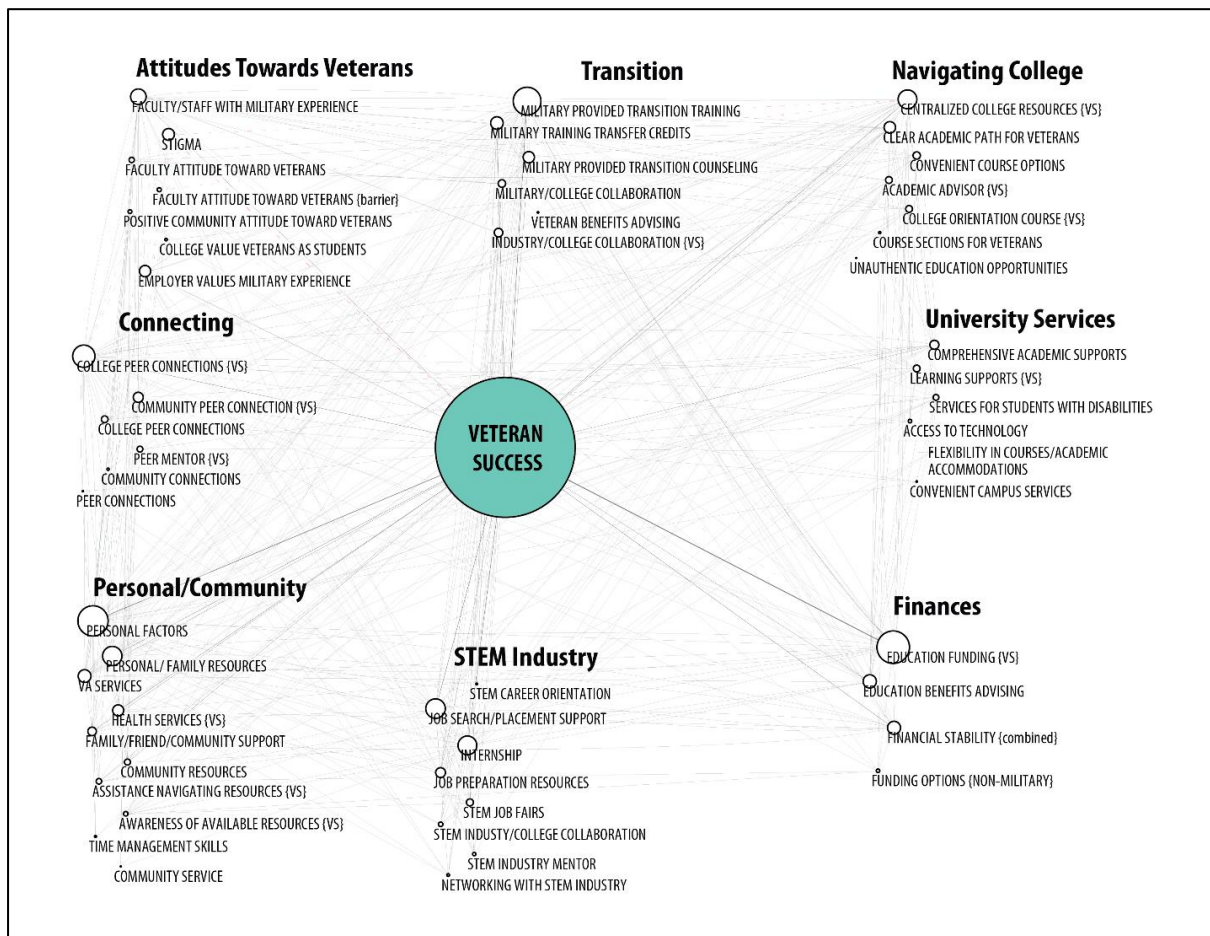 Attitudes Towards Veterans
FACULTY/STAFF WITH MILITARY EXPERIENCE
STIGMA
FACULTY ATTITUDE TOWARD VETERANS
FACULTY ATTITUDE TOWARD VETERANS {barrier}
POSITIVE COMMUNITY ATTITUDE TOWARD VETERANS
COLLEGE VALUE VETERANS AS STUDENTS
EMPLOYER VALUES MILITARY EXPERIENCE
Transition
MILITARY PROVIDED TRANSITION TRAINING
MILITARY TRAINING TRANSFER CREDITS
MILITARY PROVIDED TRANSITION COUNSELING
MILITARY/COLLEGE COLLABORATION
VETERAN BENEFITS ADVISING
INDUSTRY/COLLEGE COLLABORATION {VS}
Navigating College
CENTRALIZED COLLEGE RESOURCES {VS}
CLEAR ACADEMIC PATH FOR VETERANS
CONVENIENT COURSE OPTIONS
ACADEMIC ADVISOR {VS}
COLLEGE ORIENTATION COURSE {VS}
COURSE SECTIONS FOR VETERANS
UNAUTHENTIC EDUCATION OPPORTUNITIES
Connecting
COLLEGE PEER CONNECTIONS {VS}
COMMUNITY PEER CONNECTION {VS}
COLLEGE PEER CONNECTIONS
PEER MENTOR {VS}
COMMUNITY CONNECTIONS
PEER CONNECTIONS
VETERAN
SUCCESS
University Services
COMPREHENSIVE ACADEMIC SUPPORTS
LEARNING SUPPORTS {VS}
SERVICES FOR STUDENTS WITH DISABILITIES
ACCESS TO TECHNOLOGY
FLEXIBILITY IN COURSES/ACADEMIC
ACCOMMODATIONS
CONVENIENT CAMPUS SERVICES
Personal/Community
PERSONAL FACTORS
PERSONAL/ FAMILY RESOURCES
VA SERVICES
HEALTH SERVICES {VS}
FAMILY/FRIEND/COMMUNITY SUPPORT
COMMUNITY RESOURCES
ASSISTANCE NAVIGATING RESOURCES {VS}
AWARENESS OF AVAILABLE RESOURCES {VS}
TIME MANAGEMENT SKILLS
COMMUNITY SERVICE
STEM Industry
STEM CAREER ORIENTATION
JOB SEARCH/PLACEMENT SUPPORT
INTERNSHIP
JOB PREPARATION RESOURCES
STEM JOB FAIRS
STEM INDUSTY/COLLEGE COLLABORATION
STEM INDUSTRY MENTOR
NETWORKING WITH STEM INDUSTRY
Finances
EDUCATION FUNDING {VS}
EDUCATION BENEFITS ADVISING
FINANCIAL STABILITY {combined}
FUNDING OPTIONS {NON-MILITARY}